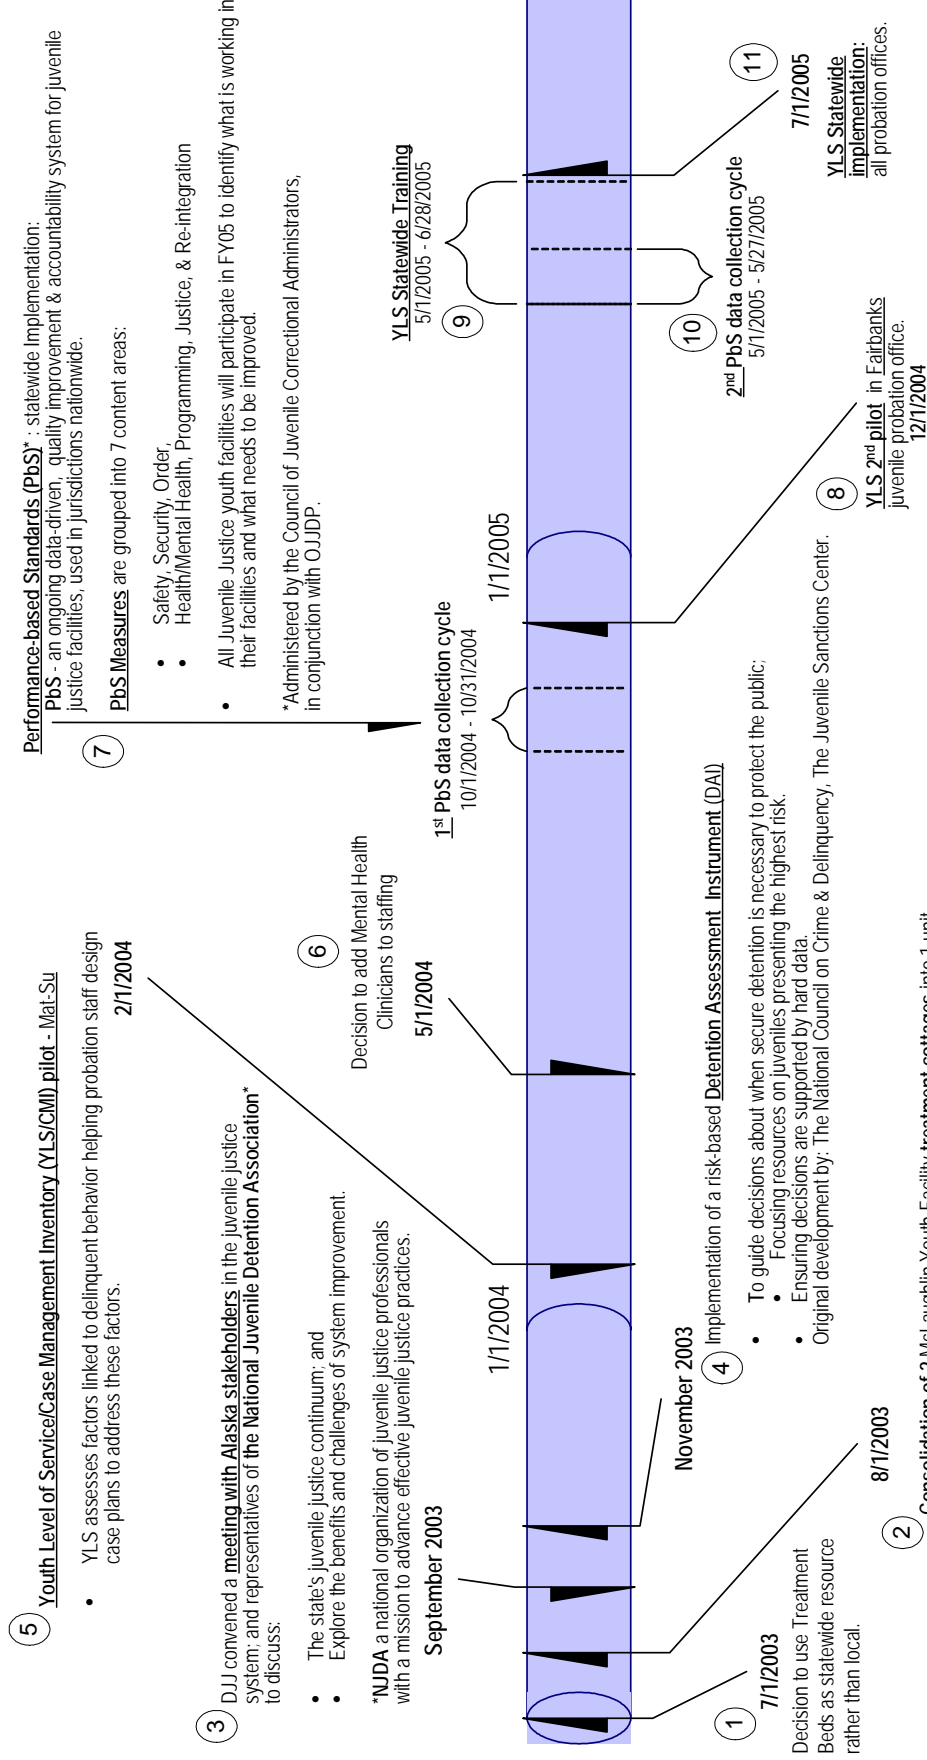 5
Youth Level of Service/Case Management Inventory (YLS/CMI) pilot - Mat-Su
• YLS assesses factors linked to delinquent behavior helping probation staff design
case plans to address these factors.
2/1/2004
3
DJJ convened a meeting with Alaska stakeholders in the juvenile justice
system; and representatives of the National Juvenile Detention Association*
to discuss:
• The state's juvenile justice continuum; and
• Explore the benefits and challenges of system improvement.
*NJDA a national organization of juvenile justice professionals
with a mission to advance effective juvenile justice practices.
September 2003
6
Decision to add Mental Health
Clinicians to staffing
5/1/2004
7
Performance-based Standards (PbS)* : statewide Implementation:
PbS - an ongoing data-driven, quality improvement & accountability system for juvenile
justice facilities, used in jurisdictions nationwide.
PbS Measures are grouped into 7 content areas:
• Safety, Security, Order,
• Health/Mental Health, Programming, Justice, & Re-integration
• All Juvenile Justice youth facilities will participate in FY05 to identify what is working in
their facilities and what needs to be improved.
*Administered by the Council of Juvenile Correctional Administrators,
in conjunction with OJJDP.
1st PbS data collection cycle
10/1/2004 - 10/31/2004
YLS Statewide Training
5/1/2005 - 6/28/2005
9
1/1/2004
1/1/2005
1
7/1/2003
Decision to use Treatment
Beds as statewide resource
rather than local.
8/1/2003
2
Consolidation of 2 McLaughlin Youth Facility treatment cottages into 1 unit
November 2003
4
Implementation of a risk-based Detention Assessment Instrument (DAI)
• To guide decisions about when secure detention is necessary to protect the public;
• Focusing resources on juveniles presenting the highest risk.
• Ensuring decisions are supported by hard data.
Original development by: The National Council on Crime & Delinquency, The Juvenile Sanctions Center.
8
YLS 2nd pilot in Fairbanks
juvenile probation office.
12/1/2004
10
2nd PbS data collection cycle
5/1/2005 - 5/27/2005
11
7/1/2005
YLS Statewide
implementation:
all probation offices.